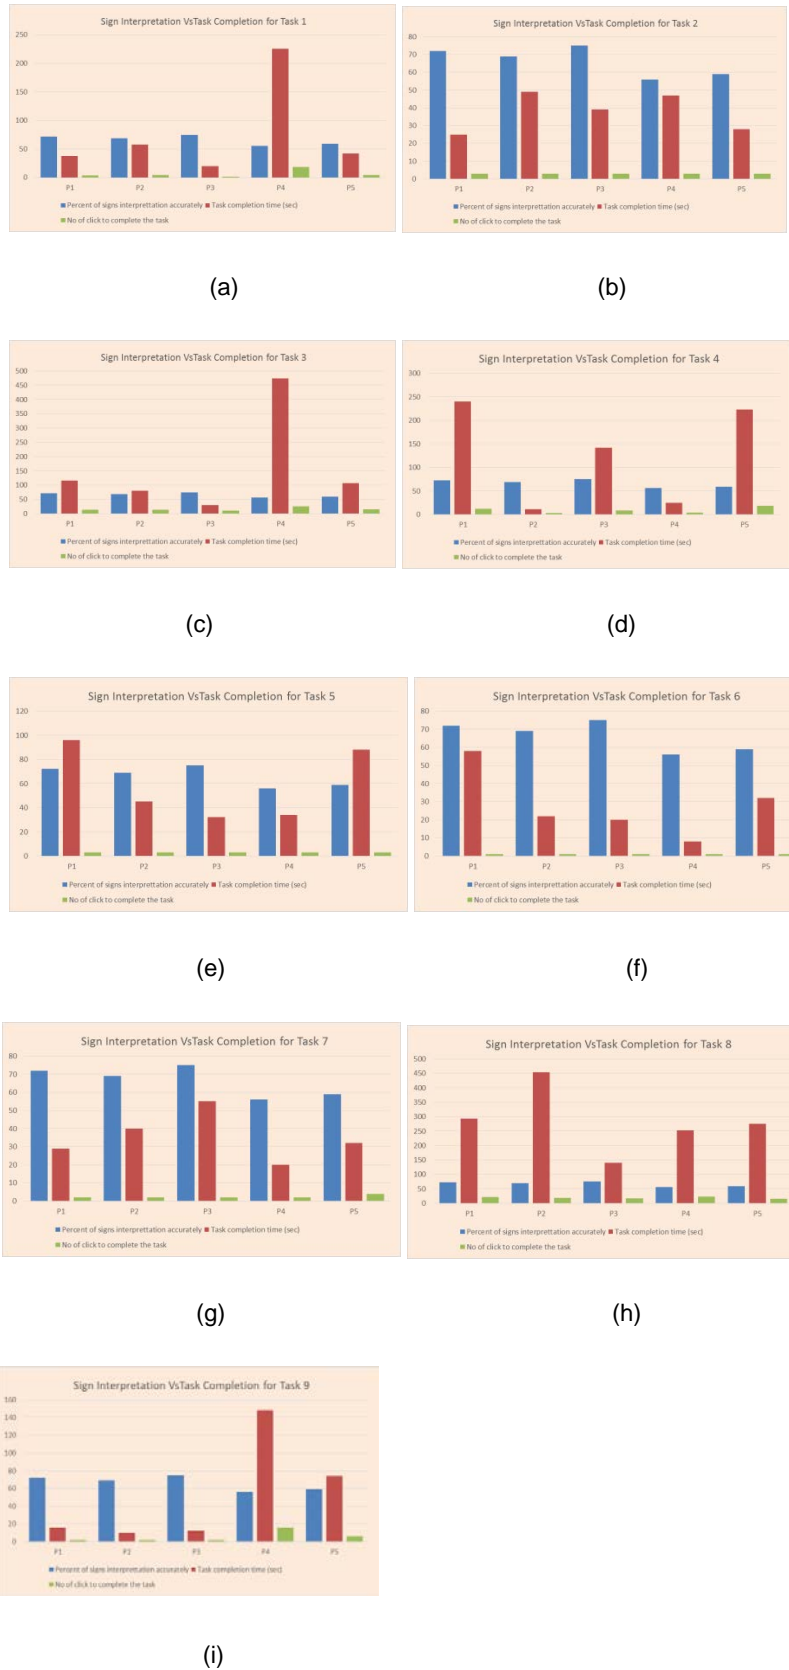 Sign Interpretation VsTask Completion for Task 1
250
200
150
100
50
0
P1 P2 P3 P4 P5
Percent of signs interprettation accurately Task completion time (sec)
No of click to complete the task
(a)
Sign Interpretation VsTask Completion for Task 2
80
70
60
50
40
30
20
10
0
P1 P2 P3 P4 P5
Percent of signs interprettation accurately Task completion time (sec)
No of click to complete the task
(b)
Sign Interpretation VsTask Completion for Task 3
500
450
400
350
300
250
200
150
100
50
0
P1 P2 P3 P4 P5
Percent of signs interprettation accurately Task completion time (sec)
No of click to complete the task
(c)
Sign Interpretation VsTask Completion for Task 4
300
250
200
150
100
50
0
P1 P2 P3 P4 P5
Percent of signs interprettation accurately Task completion time (sec)
No of click to complete the task
(d)
Sign Interpretation VsTask Completion for Task 5
120
100
80
60
40
20
0
P1 P2 P3 P4 P5
Percent of signs interprettation accurately Task completion time (sec)
No of click to complete the task
(e)
Sign Interpretation VsTask Completion for Task 6
80
70
60
50
40
30
20
10
0
P1 P2 P3 P4 P5
Percent of signs interprettation accurately Task completion time (sec)
No of click to complete the task
(f)
Sign Interpretation VsTask Completion for Task 7
80
70
60
50
40
30
20
10
0
P1 P2 P3 P4 P5
Percent of signs interprettation accurately Task completion time (sec)
No of click to complete the task
(g)
Sign Interpretation VsTask Completion for Task 8
500
450
400
350
300
250
200
150
100
50
0
P1 P2 P3 P4 P5
Percent of signs interprettation accurately Task completion time (sec)
No of click to complete the task
(h)
Sign Interpretation VsTask Completion for Task 9
160
140
120
100
80
60
40
20
0
P1 P2 P3 P4 P5
Percent of signs interprettation accurately Task completion time (sec)
No of click to complete the task
(i)